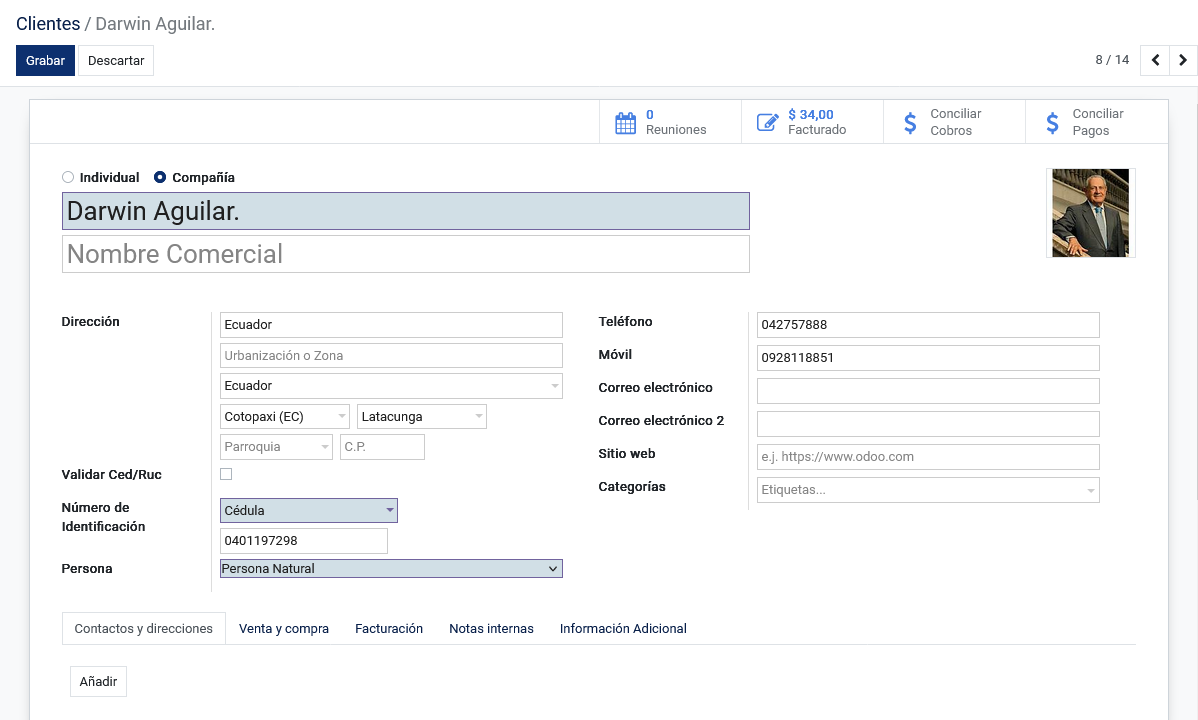 Clientes / Darwin Aguilar.
Grabar Descartar 8 / 14
0 Reuniones
$ 34,00 Facturado
Conciliar Cobros
Conciliar Pagos
Individual Compañía
Darwin Aguilar.
Nombre Comercial
Dirección
Ecuador
Urbanización o Zona
Ecuador
Cotopaxi (EC) Latacunga
Parroquia C.P.
Validar Ced/Ruc
Número de Identificación
Cédula
0401197298
Persona Persona Natural
Teléfono 042757888
Móvil 0928118851
Correo electrónico
Correo electrónico 2
Sitio web e.j. https://www.odoo.com
Categorías Etiquetas...
Contactos y direcciones Venta y compra Facturación Notas internas Información Adicional
Añadir